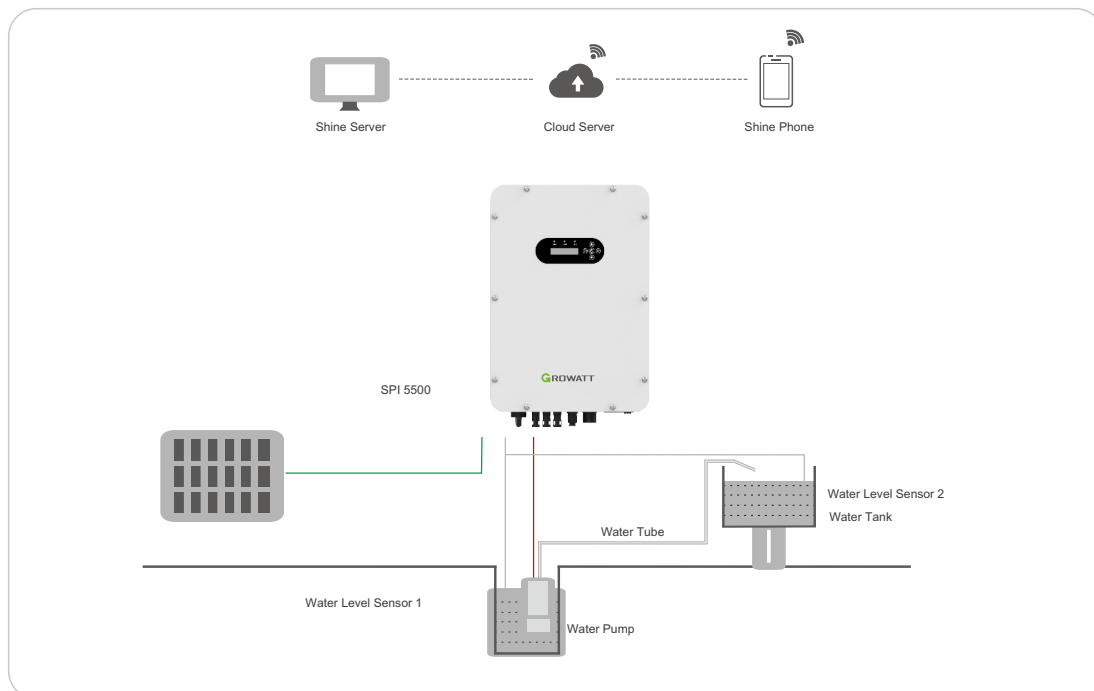 Shine Server
Cloud Server
Shine Phone
GROWATT
SPI 5500
Water Level Sensor 2
Water Tank
Water Tube
Water Level Sensor 1
Water Pump